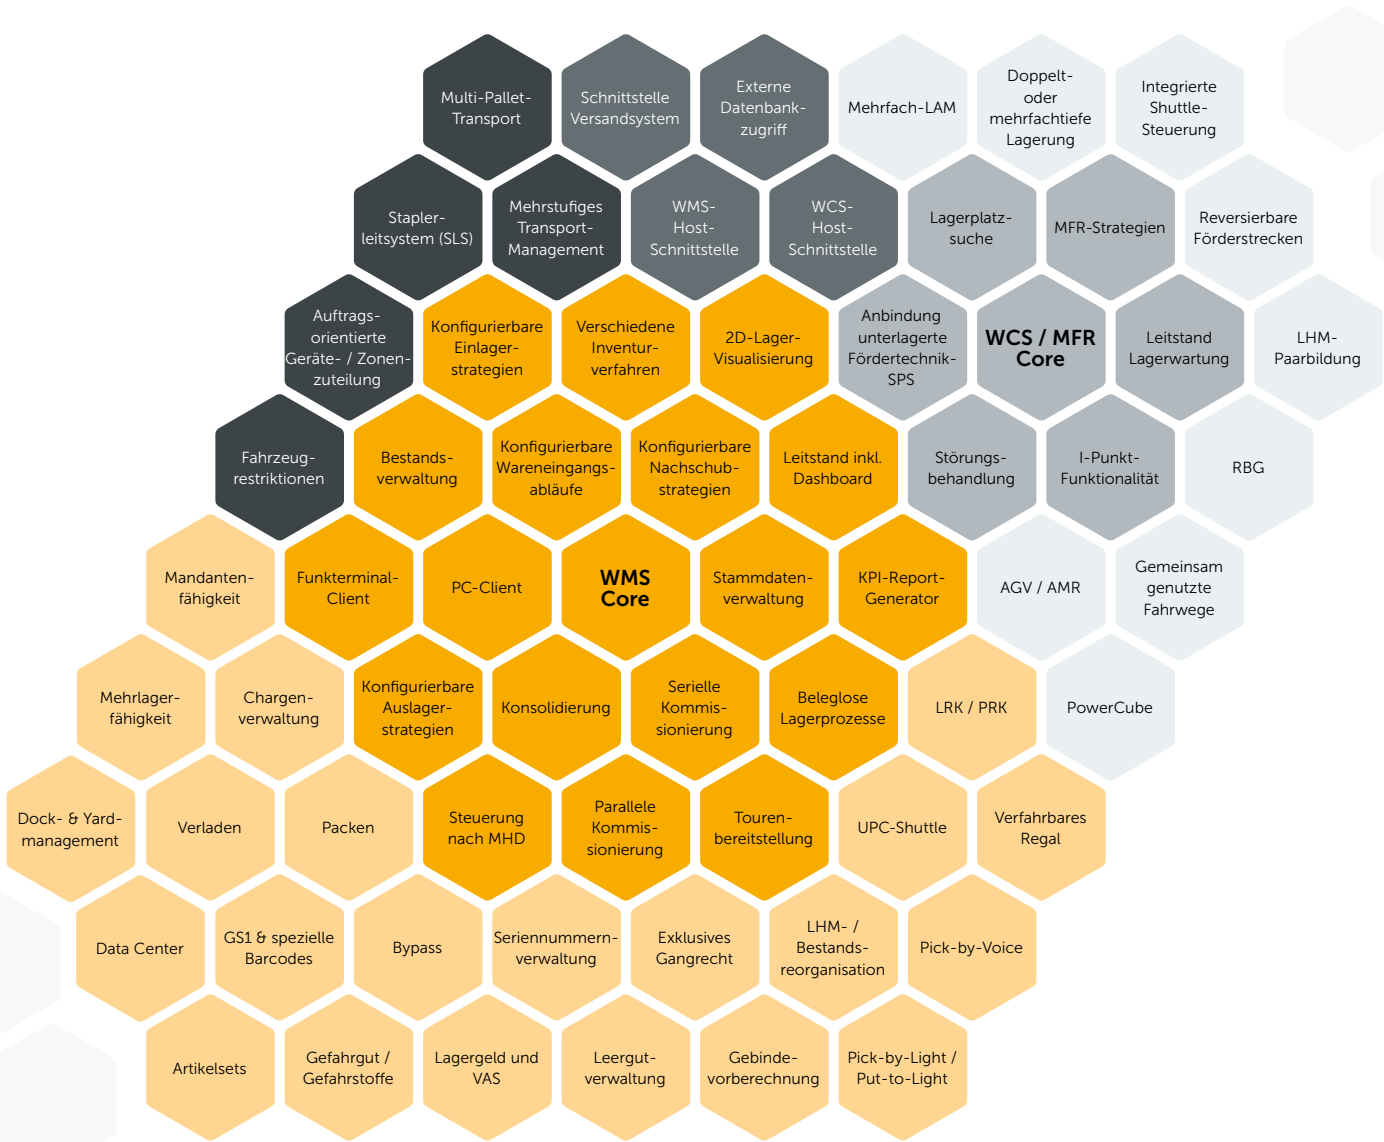 Multi-Pallet-
Transport
Schnittstelle
Versandsystem
Externe
Datenbank-
zugriff
Mehrfach-LAM
Doppelt-
oder
mehrfachtiefe
Lagerung
Integrierte
Shuttle-
Steuerung
Stapler-
leitsystem (SLS)
Mehrstufiges
Transport-
Management
WMS-
Host-
Schnittstelle
WCS-
Host-
Schnittstelle
Lagerplatz-
suche
MFR-Strategien
Reversierbare
Förderstrecken
Auftrags-
orientierte
Geräte- / Zonen-
zuteilung
Konfigurierbare
Einlager-
strategien
Verschiedene
Inventur-
verfahren
2D-Lager-
Visualisierung
Anbindung
unterlagerte
Fördertechnik-
SPS
WCS / MFR
Core
Leitstand
Lagerwartung
LHM-
Paarbildung
Fahrzeug-
restriktionen
Bestands-
verwaltung
Konfigurierbare
Wareneingangs-
abläufe
Konfigurierbare
Nachschub-
strategien
Leitstand inkl.
Dashboard
Störungs-
behandlung
I-Punkt-
Funktionalität
RBG
Mandanten-
fähigkeit
Funkterminal-
Client
PC-Client
WMS
Core
Stammdaten-
verwaltung
KPI-Report-
Generator
AGV / AMR
Gemeinsam
genutzte
Fahrwege
Mehrlager-
fähigkeit
Chargen-
verwaltung
Konfigurierbare
Auslager-
strategien
Konsolidierung
Serielle
Kommis-
sionierung
Beleglose
Lagerprozesse
LRK / PRK
PowerCube
Dock- & Yard-
management
Verladen
Packen
Steuerung
nach MHD
Parallele
Kommis-
sionierung
Touren-
bereitstellung
UPC-Shuttle
Verfahrbares
Regal
Data Center
GS1 & spezielle
Barcodes
Bypass
Seriennummern-
verwaltung
Exklusives
Gangrecht
LHM- /
Bestands-
reorganisation
Pick-by-Voice
Artikelsets
Gefahrgut /
Gefahrstoffe
Lagergeld und
VAS
Leergut-
verwaltung
Gebinde-
vorberechnung
Pick-by-Light /
Put-to-Light